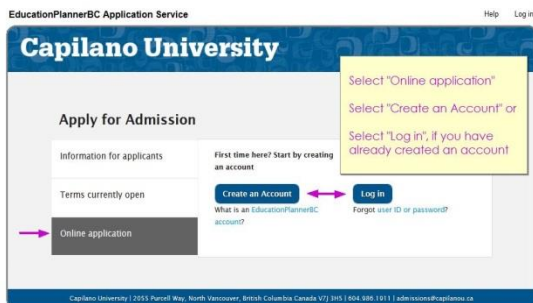 EducationPlannerBC Application Service
Help Log in
Capilano University
Select "Online application"
Select "Create an Account" or
Select "Log in", if you have
already created an account
Apply for Admission
Information for applicants
Terms currently open
Online application
First time here? Start by creating
an account
Create an Account
What is an EducationPlannerBC
account?
Log in
Forgot user ID or password?
Capilano University | 2055 Purcell Way, North Vancouver, British Columbia Canada V7J 3H5 | 604.986.1911 | admissions@capilanou.ca